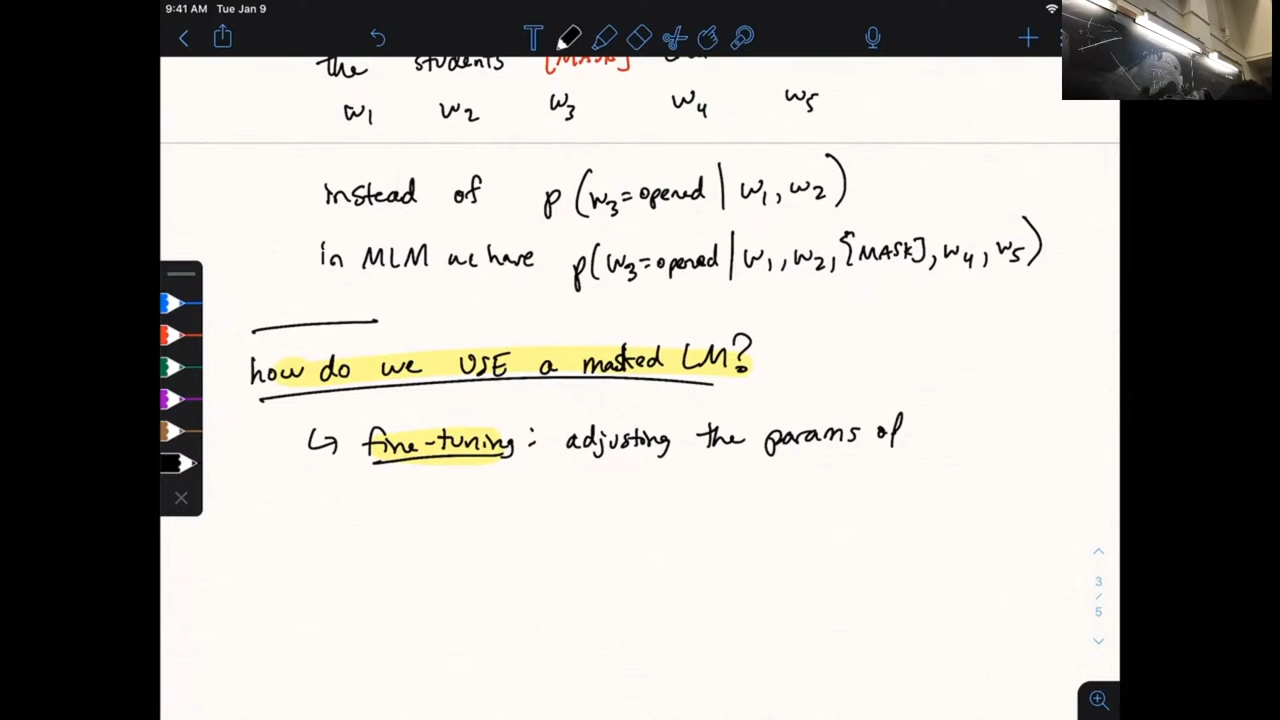 9:41 AM Tue Jan 9
the students [MASK]
w1 w2 w3 w4 w5
instead of p(w3=opened | w1, w2)
in MLM we have p(w3=opened | w1, w2, [MASK], w4, w5)
how do we USE a masked LM?
↳ fine-tuning: adjusting the params of
3
/
5